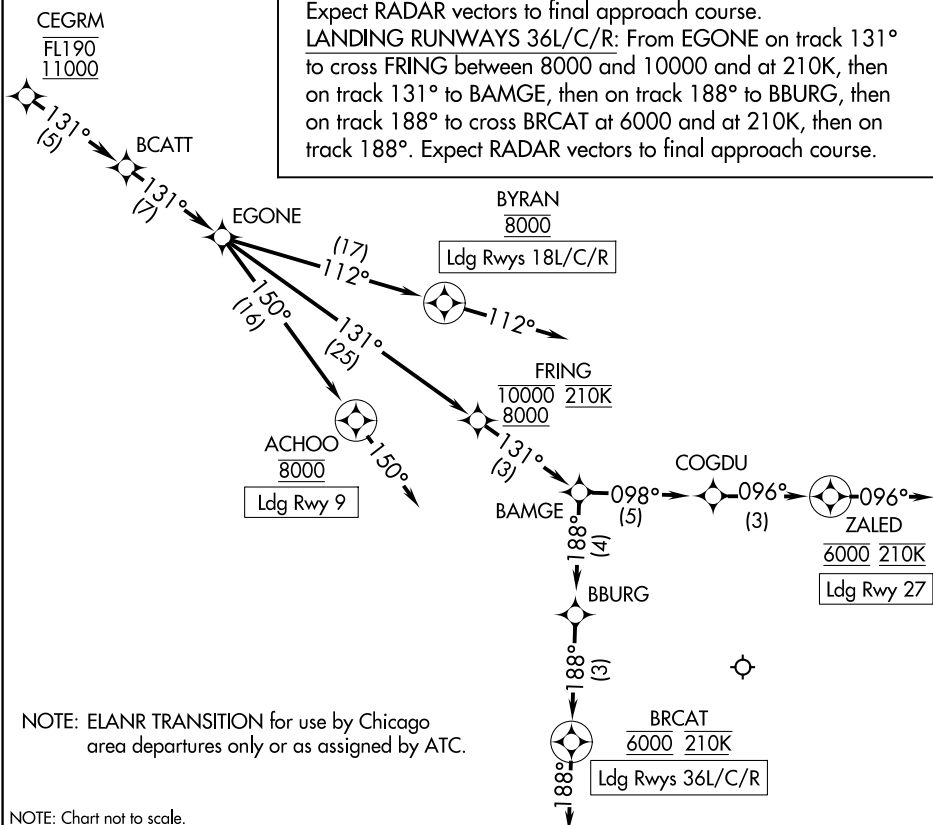 CEGRM
FL190
11000
Expect RADAR vectors to final approach course.
LANDING RUNWAYS 36L/C/R: From EGONE on track 131°
to cross FRING between 8000 and 10000 and at 210K, then
on track 131° to BAMGE, then on track 188° to BBURG, then
on track 188° to cross BRCAT at 6000 and at 210K, then on
track 188°. Expect RADAR vectors to final approach course.
131°
(5)
BCATT
131°
(7)
EGONE
BYRAN
8000
Ldg Rwys 18L/C/R
(17)
112°
112°
150°
(16)
131°
(25)
FRING
10000 210K
8000
ACHOO
8000
Ldg Rwy 9
150°
131°
(3)
BAMGE
098°
(5)
COGDU
096°
(3)
096°
ZALED
6000 210K
Ldg Rwy 27
188°
(4)
BBURG
188°
(3)
BRCAT
6000 210K
Ldg Rwys 36L/C/R
188°
NOTE: ELANR TRANSITION for use by Chicago
area departures only or as assigned by ATC.
NOTE: Chart not to scale.